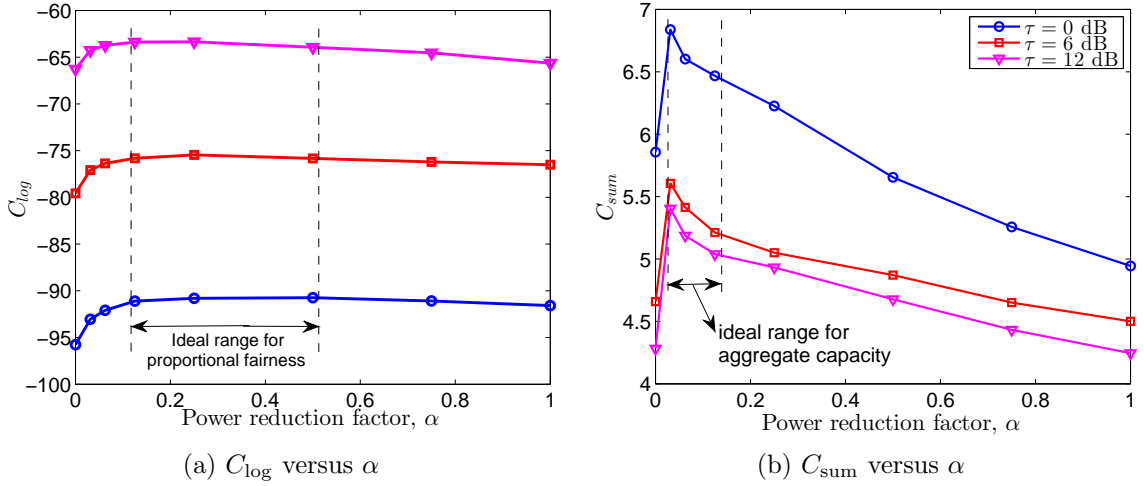 −60
−65
−70
−75
−80
−85
−90
−95
−100
C_log
0
0.2
0.4
0.6
0.8
1
Power reduction factor, α
Ideal range for
proportional fairness
(a) C_log versus α
7
6.5
6
5.5
5
4.5
4
C_sum
0
0.2
0.4
0.6
0.8
1
Power reduction factor, α
τ = 0 dB
τ = 6 dB
τ = 12 dB
ideal range for
aggregate capacity
(b) C_sum versus α